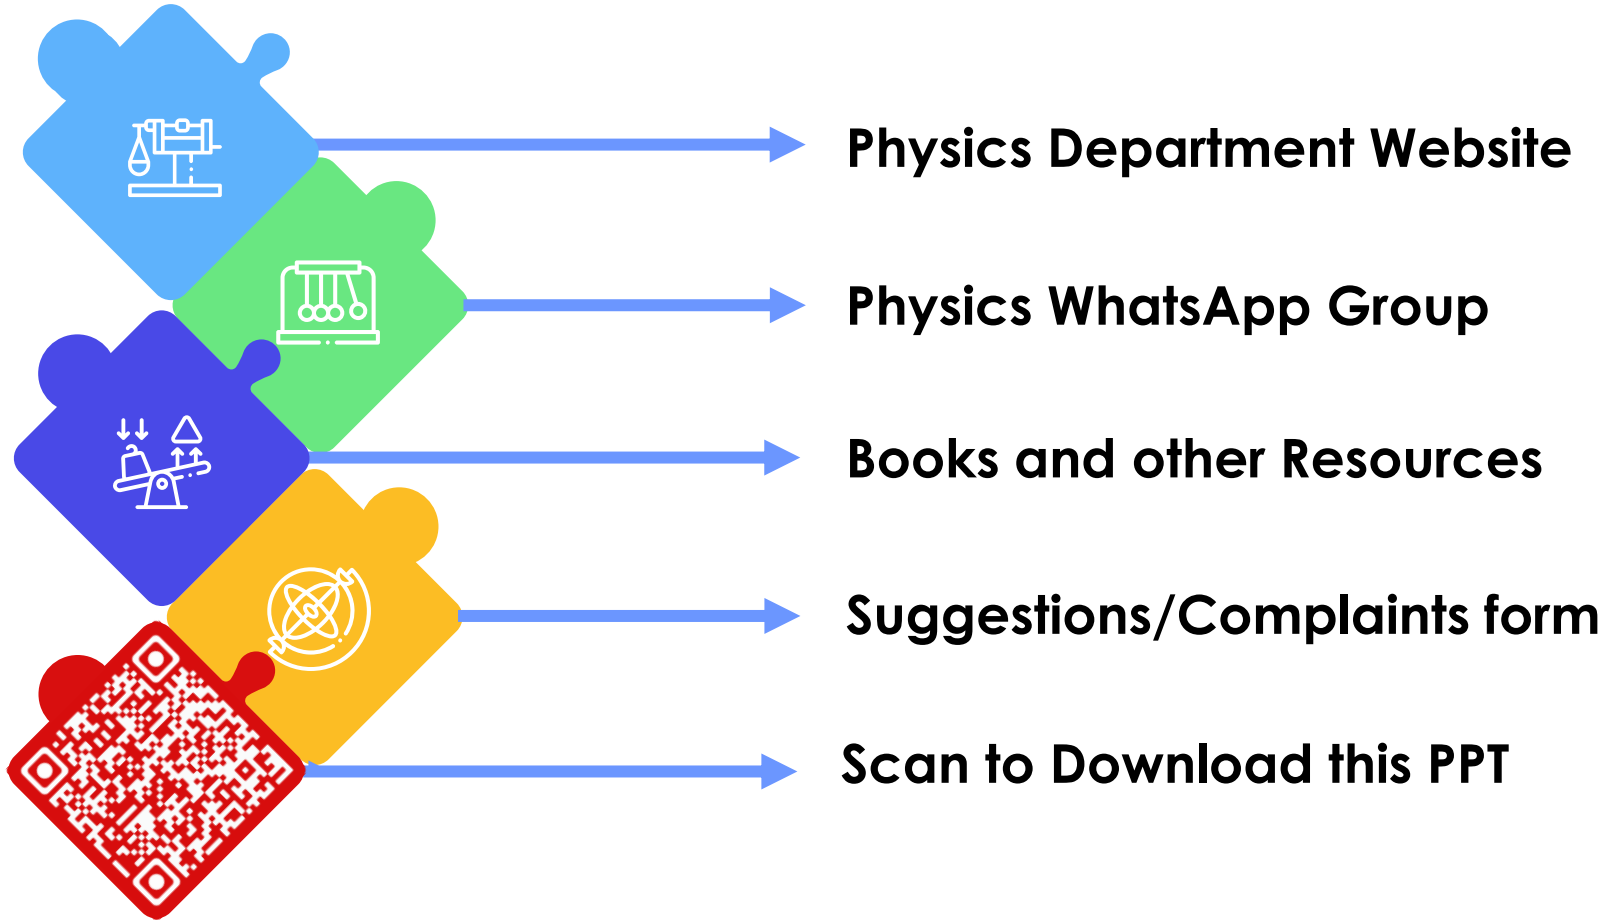 Physics Department Website
Physics WhatsApp Group
Books and other Resources
Suggestions/Complaints form
Scan to Download this PPT